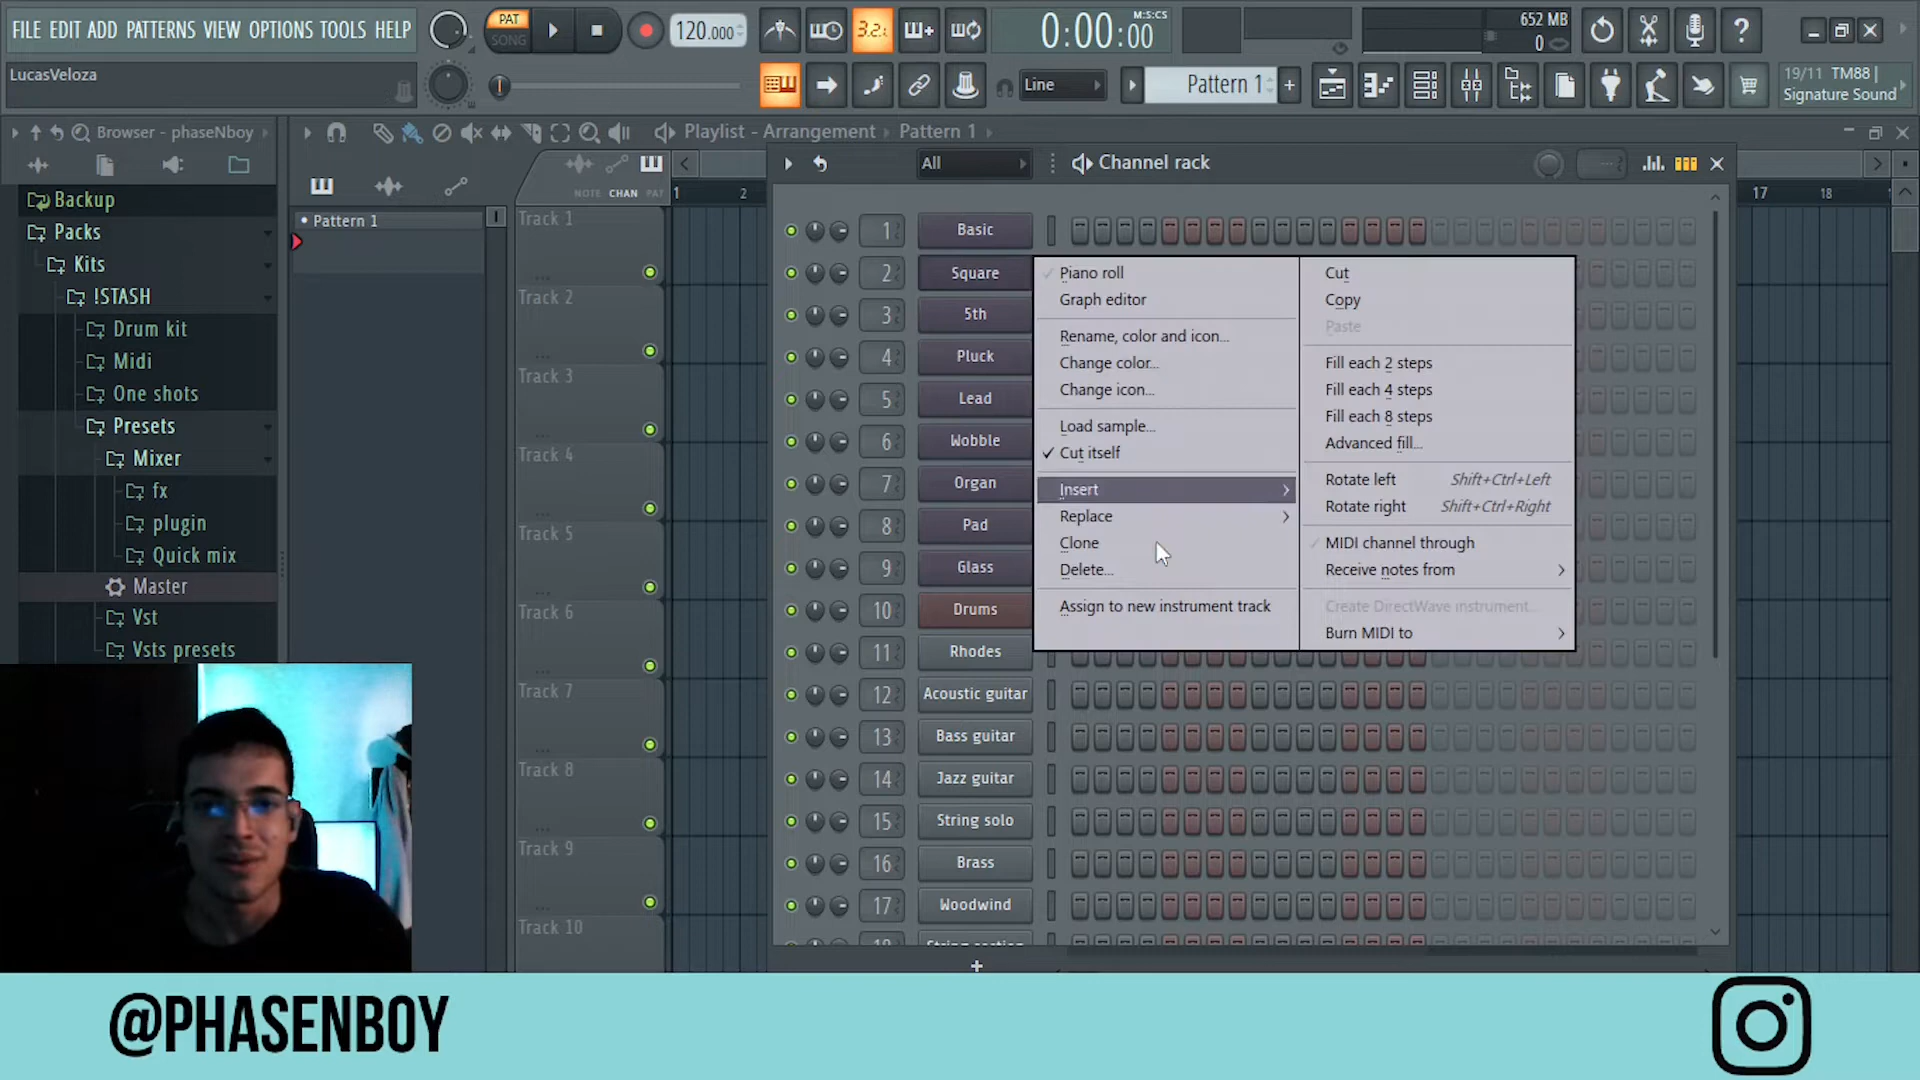 FILE EDIT ADD PATTERNS VIEW OPTIONS TOOLS HELP
LucasVeloza
PAT
SONG
120.000
3.2.
0:00:00
M:S:CS
652 MB
0
Line
Pattern 1
19/11 TM88 |
Signature Sound
Browser - phaseNboy
Backup
Packs
Kits
!STASH
Drum kit
Midi
One shots
Presets
Mixer
fx
plugin
Quick mix
Master
Vst
Vsts presets
Pattern 1
Playlist - Arrangement
Pattern 1
NOTE CHAN PAT
1
2
17
18
Track 1
Track 2
Track 3
Track 4
Track 5
Track 6
Track 7
Track 8
Track 9
Track 10
All
Channel rack
1 Basic
2 Square
3 5th
4 Pluck
5 Lead
6 Wobble
7 Organ
8 Pad
9 Glass
10 Drums
11 Rhodes
12 Acoustic guitar
13 Bass guitar
14 Jazz guitar
15 String solo
16 Brass
17 Woodwind
Piano roll
Graph editor
Rename, color and icon...
Change color...
Change icon...
Load sample...
Cut itself
Insert
Replace
Clone
Delete...
Assign to new instrument track
Cut
Copy
Paste
Fill each 2 steps
Fill each 4 steps
Fill each 8 steps
Advanced fill...
Rotate left Shift+Ctrl+Left
Rotate right Shift+Ctrl+Right
MIDI channel through
Receive notes from
Create DirectWave instrument...
Burn MIDI to
@PHASENBOY